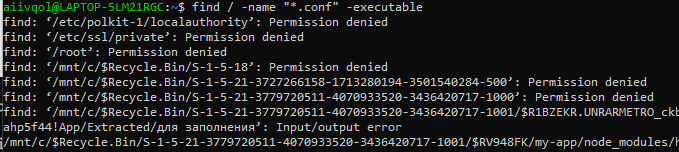 aiivqol@LAPTOP-5LM21RGC:~$ find / -name "*.conf" -executable
find: ‘/etc/polkit-1/localauthority’: Permission denied
find: ‘/etc/ssl/private’: Permission denied
find: ‘/root’: Permission denied
find: ‘/mnt/c/$Recycle.Bin/S-1-5-18’: Permission denied
find: ‘/mnt/c/$Recycle.Bin/S-1-5-21-3727266158-1713280194-3501540284-500’: Permission denied
find: ‘/mnt/c/$Recycle.Bin/S-1-5-21-3779720511-4070933520-3436420717-1000’: Permission denied
find: ‘/mnt/c/$Recycle.Bin/S-1-5-21-3779720511-4070933520-3436420717-1001/$R1BZEKR.UNRARMETRO_ckb
ahp5f44!App/Extracted/для заполнения’: Input/output error
/mnt/c/$Recycle.Bin/S-1-5-21-3779720511-4070933520-3436420717-1001/$RV948FK/my-app/node_modules/h